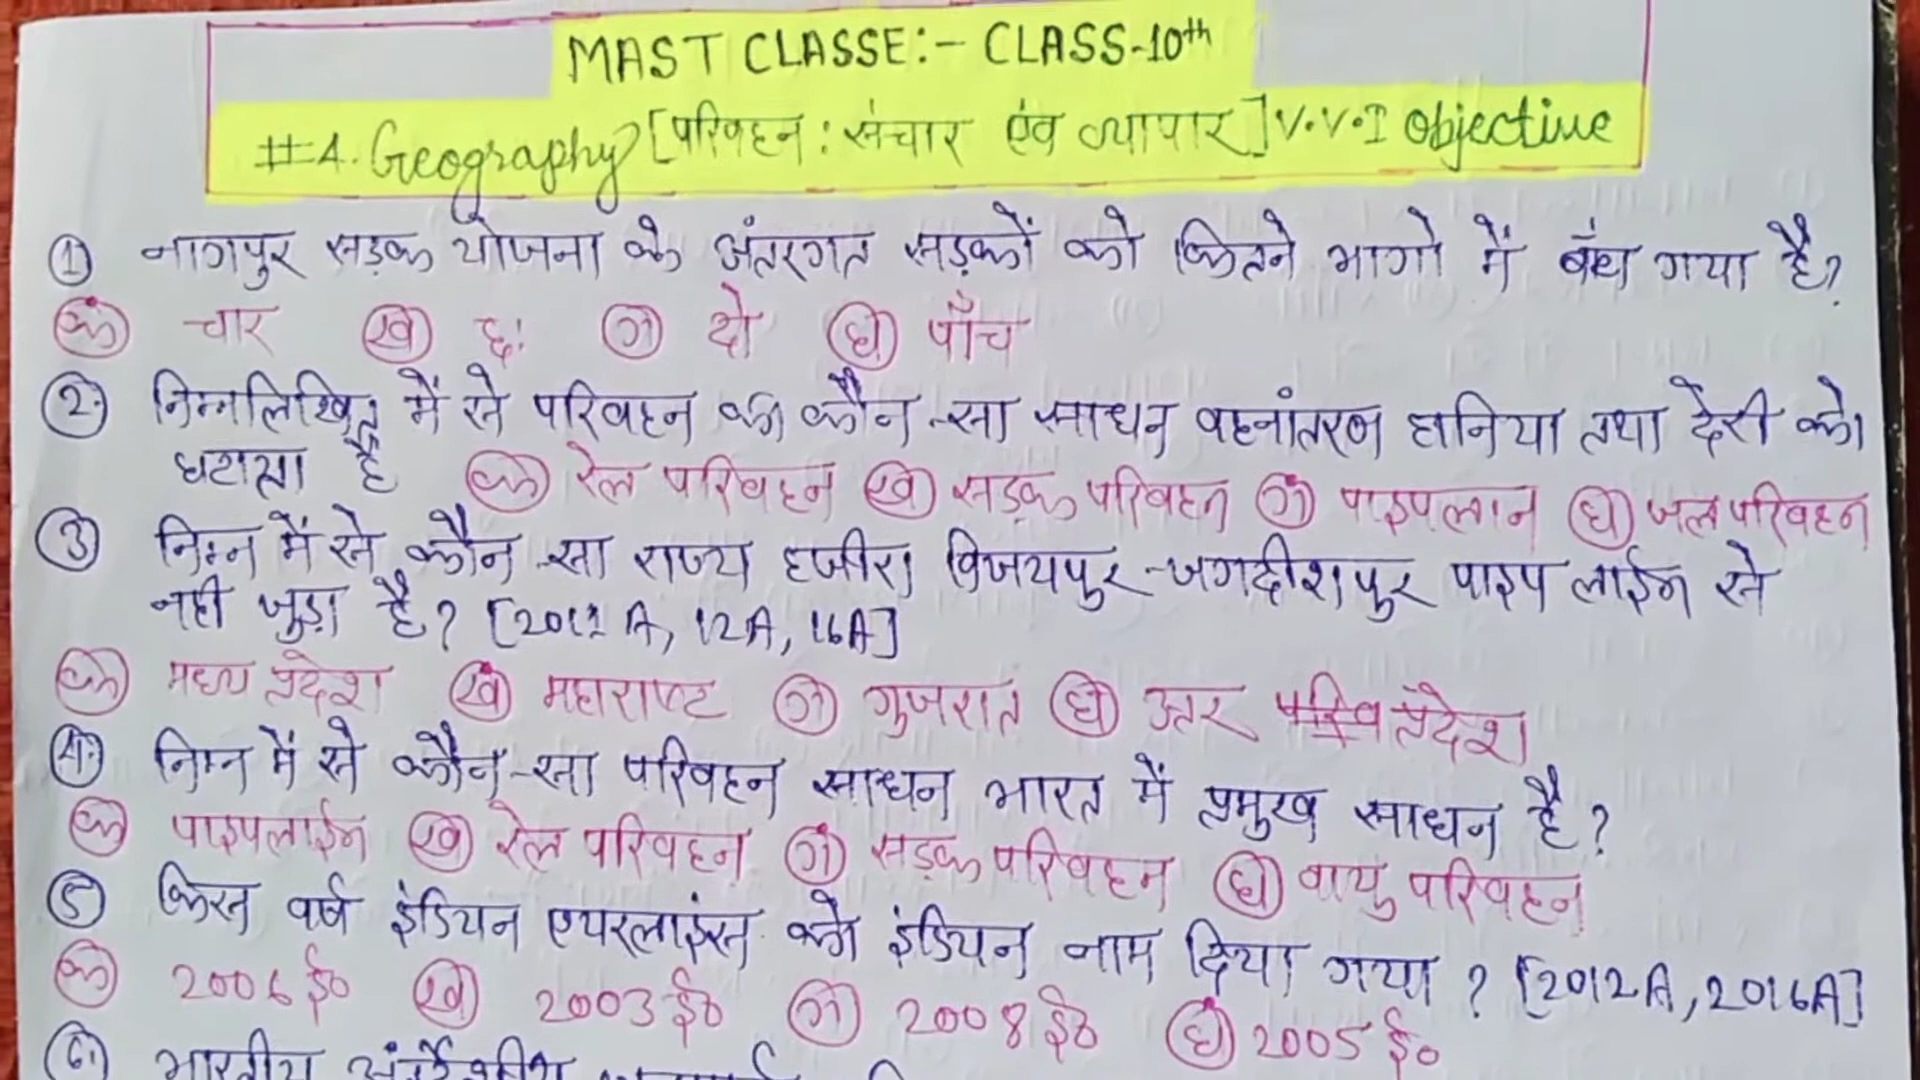 MAST CLASSE:- CLASS-10th
#4. Geography [परिवहन : संचार एंव व्यापार] V.V.I objective
① नागपुर सड़क योजना के अंतरगत सड़कों को कितने भागो में गया है?
(क) चार (ख) छः (ग) दो (घ) पाँच
② निम्नलिखित में से परिवहन का कौन-सा साधन वहनांतरण हानिया तथा देरी को
घटाता है (क) रेल परिवहन (ख) सड़क परिवहन (ग) पाइपलान (घ) जल परिवहन
③ निम्न में से कौन-सा राज्य हजीरा विजयपुर-जगदीशपुर पाइप लाईन से
नही जुड़ा है? [2011 A, 12A, 16A]
(क) मध्य प्रदेश (ख) महाराष्ट (ग) गुजरात (घ) उत्तर प्रदेश
④ निम्न में से कौन-सा परिवहन साधन भारत में प्रमुख साधन है?
(क) पाइपलाईन (ख) रेल परिवहन (ग) सड़क परिवहन (घ) वायु परिवहन
⑤ किस वर्ष इंडियन एयरलाइंस को इंडियन नाम दिया गया? [2012A, 2016A]
(क) 2006 ई० (ख) 2003 ई० (ग) 2008 ई० (घ) 2005 ई०
⑥ भारतीय